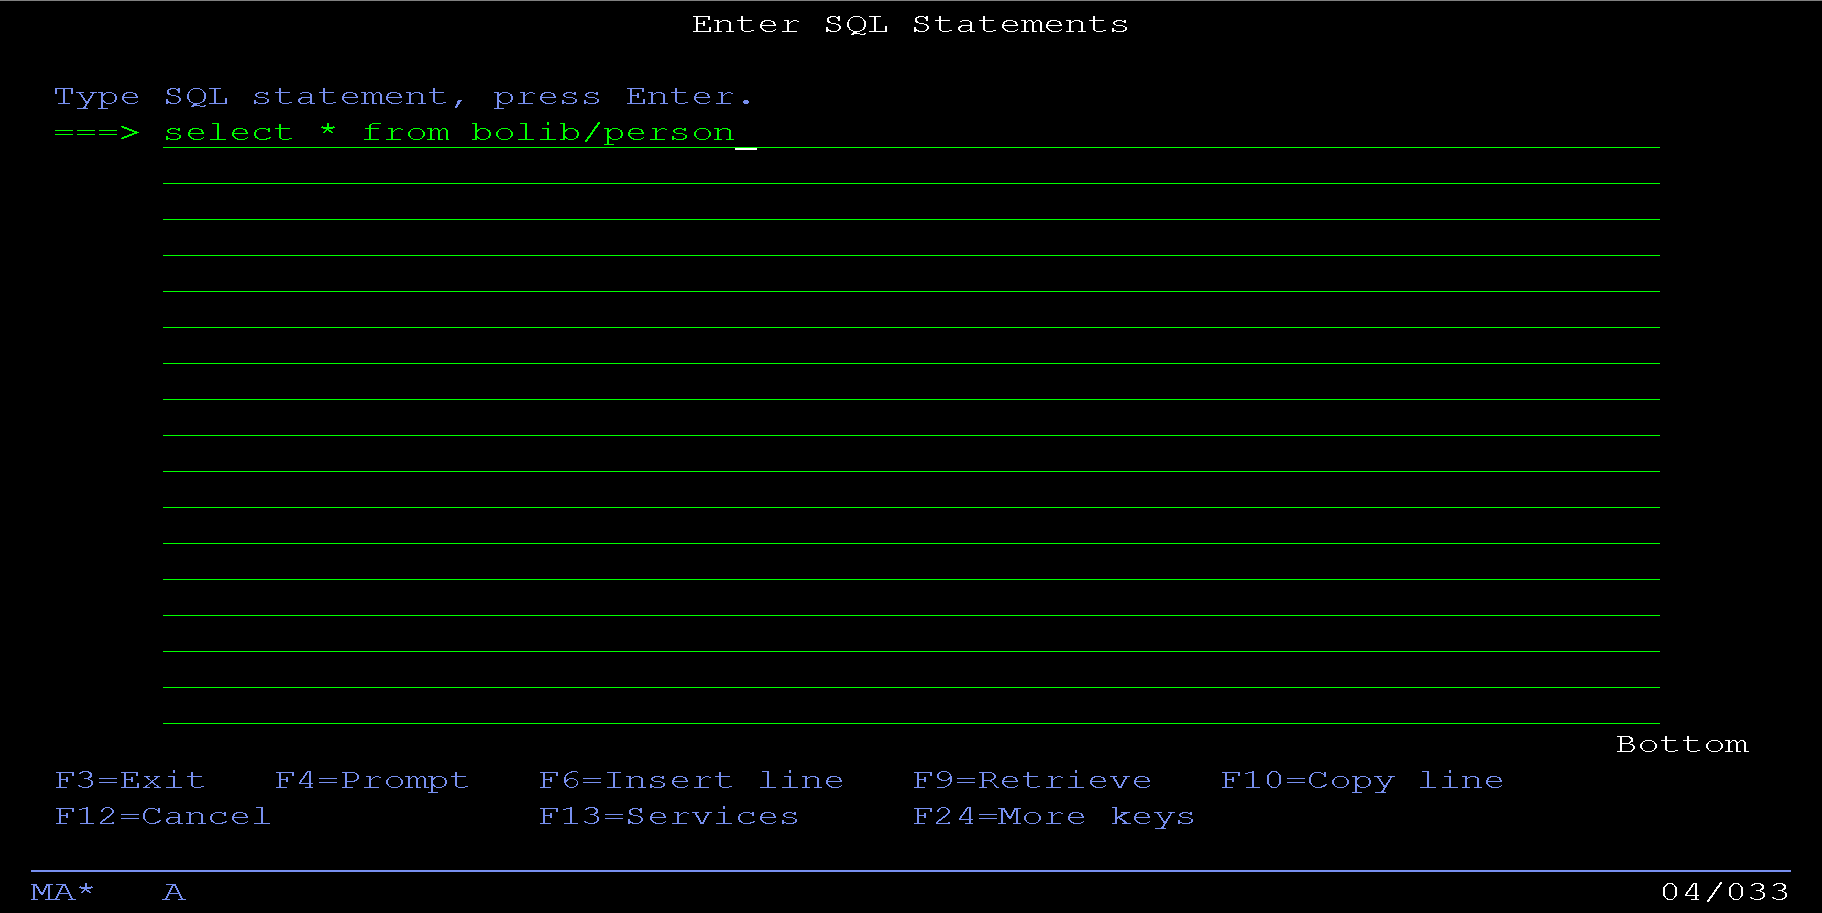 Enter SQL Statements
Type SQL statement, press Enter.
===> select * from bolib/person_
Bottom
F3=Exit F4=Prompt F6=Insert line F9=Retrieve F10=Copy line
F12=Cancel F13=Services F24=More keys
MA* A 04/033